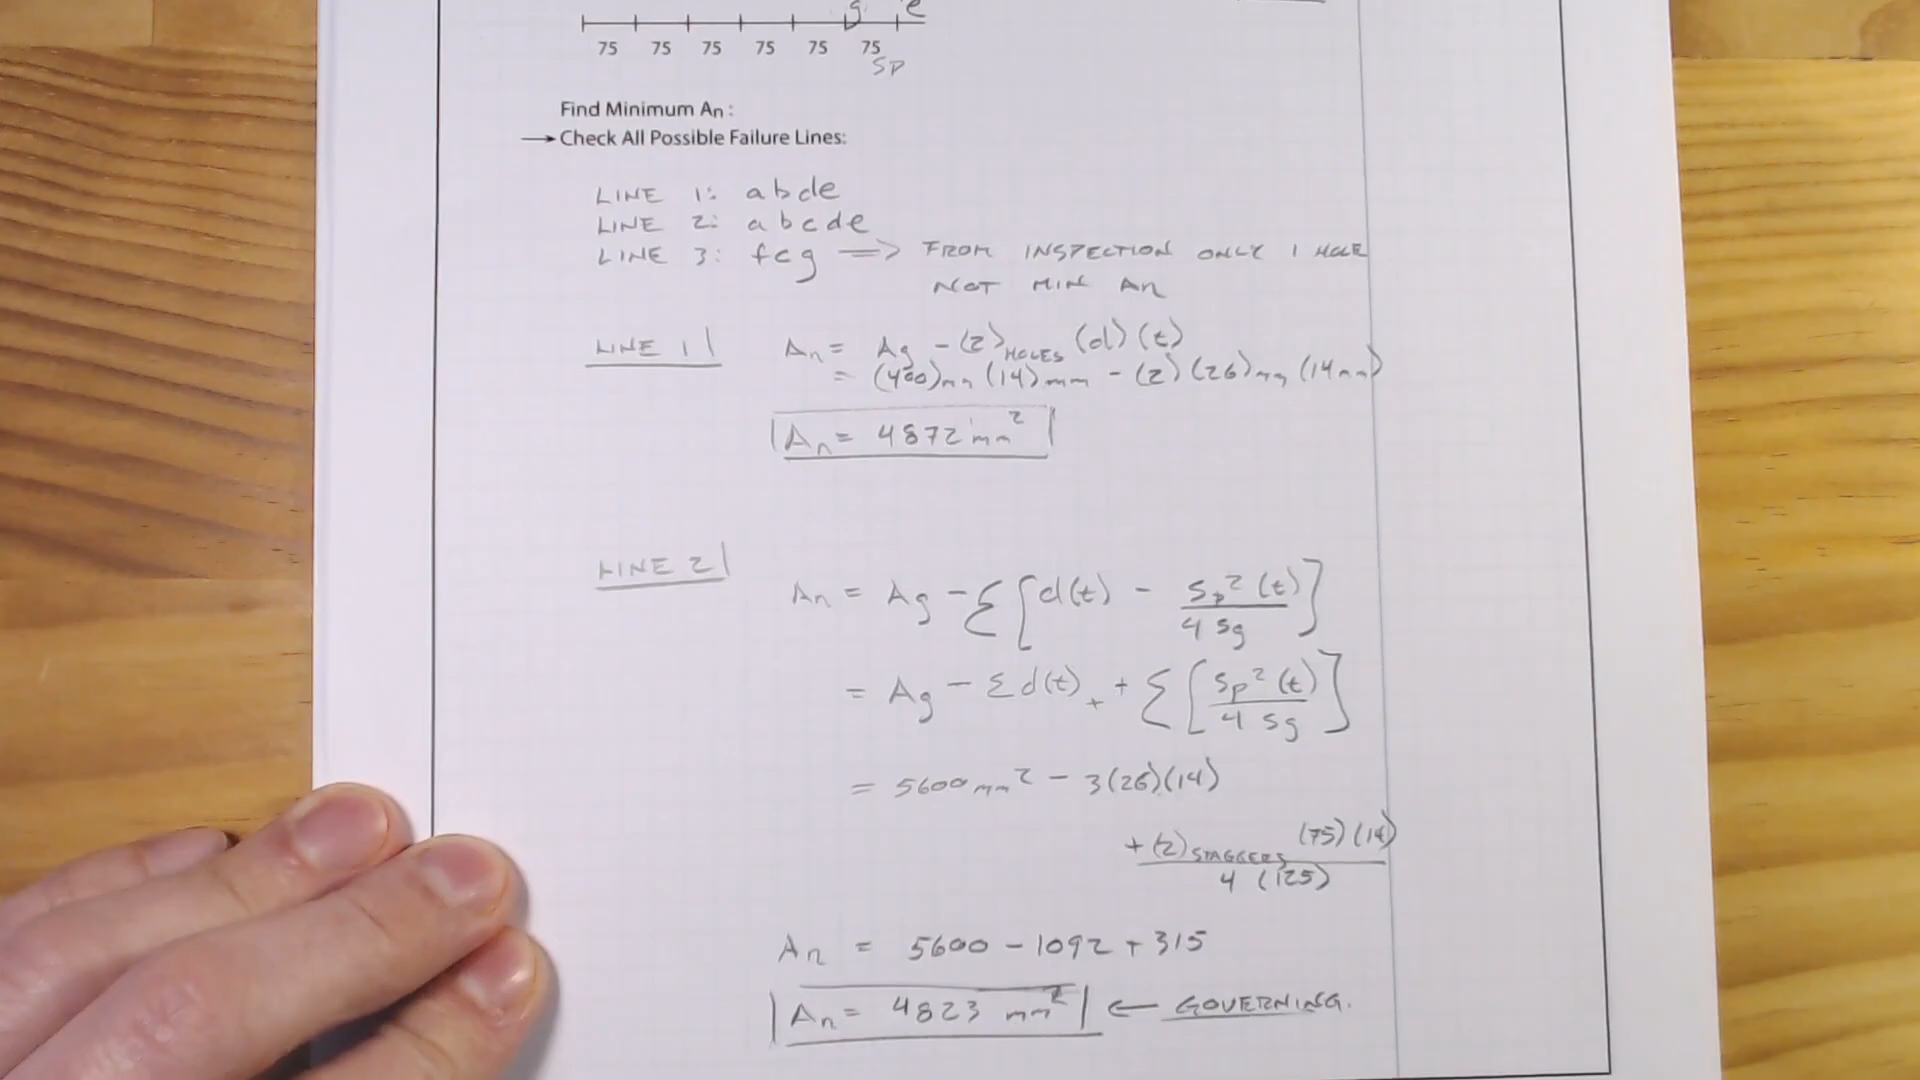 g e
75 75 75 75 75 75
SP
Find Minimum An :
→ Check All Possible Failure Lines:
LINE 1: abde
LINE 2: abcde
LINE 3: fcg ⟹ FROM INSPECTION ONLY 1 HOLE
NOT MIN An
LINE 1 An = Ag - (2)HOLES (d)(t)
= (400)mm (14)mm - (2)(26)mm (14mm)
An = 4872 mm²
LINE 2
An = Ag - Σ[d(t) - Sp²(t) / 4 Sg]
= Ag - Σd(t) + + Σ[Sp²(t) / 4 Sg]
= 5600 mm² - 3(26)(14)
+ (2)STAGGERS (75)(14) / 4 (125)
An = 5600 - 1092 + 315
An = 4823 mm² ← GOVERNING.